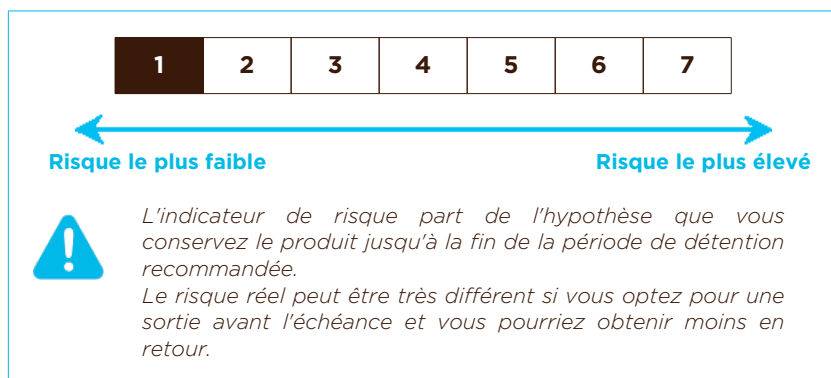 1 2 3 4 5 6 7
Risque le plus faible Risque le plus élevé
L'indicateur de risque part de l'hypothèse que vous
conservez le produit jusqu'à la fin de la période de détention
recommandée.
Le risque réel peut être très différent si vous optez pour une
sortie avant l'échéance et vous pourriez obtenir moins en
retour.